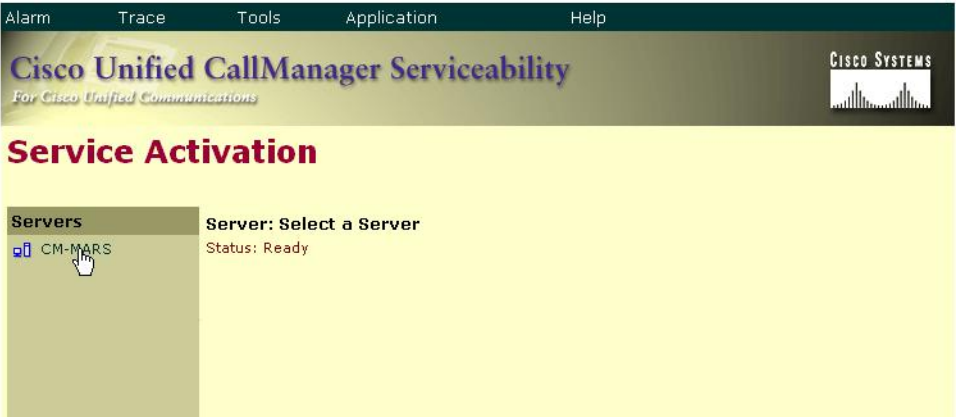 Alarm Trace Tools Application Help
Cisco Unified CallManager Serviceability
For Cisco Unified Communications
CISCO SYSTEMS
Service Activation
Servers
CM-MARS
Server: Select a Server
Status: Ready